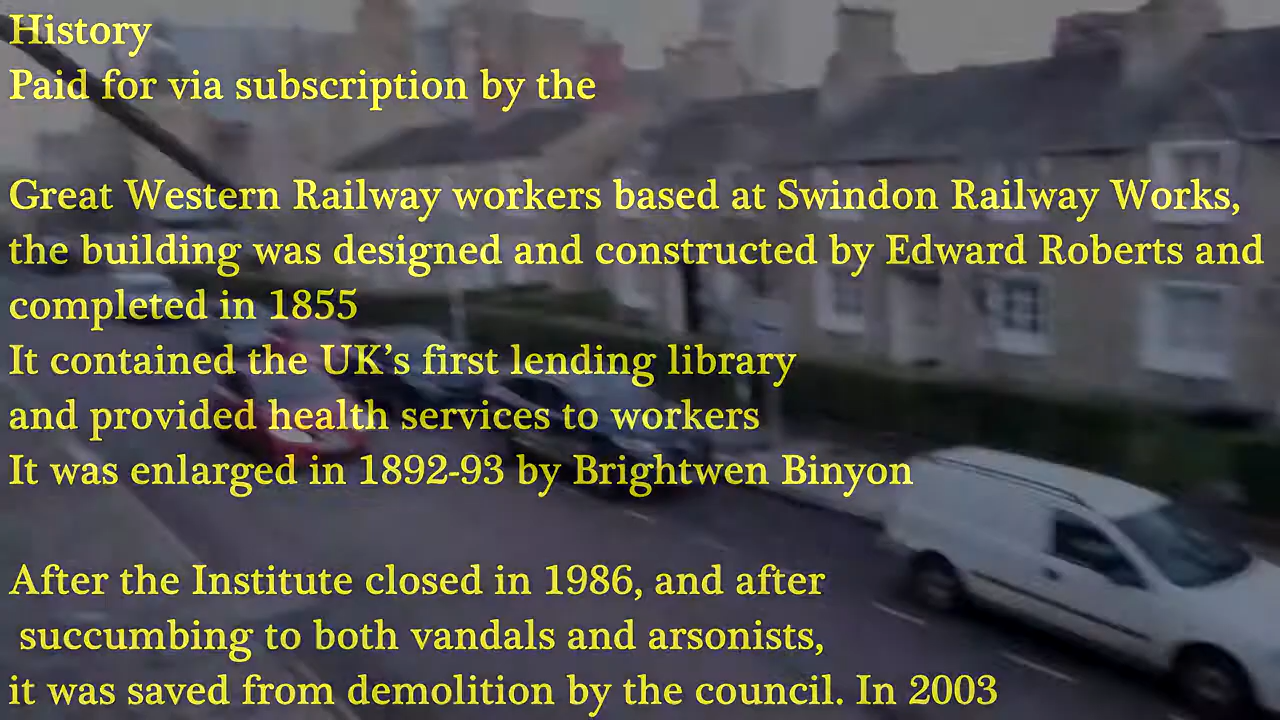 History
Paid for via subscription by the
Great Western Railway workers based at Swindon Railway Works,
the building was designed and constructed by Edward Roberts and
completed in 1855
It contained the UK’s first lending library
and provided health services to workers
It was enlarged in 1892-93 by Brightwen Binyon
After the Institute closed in 1986, and after
succumbing to both vandals and arsonists,
it was saved from demolition by the council. In 2003